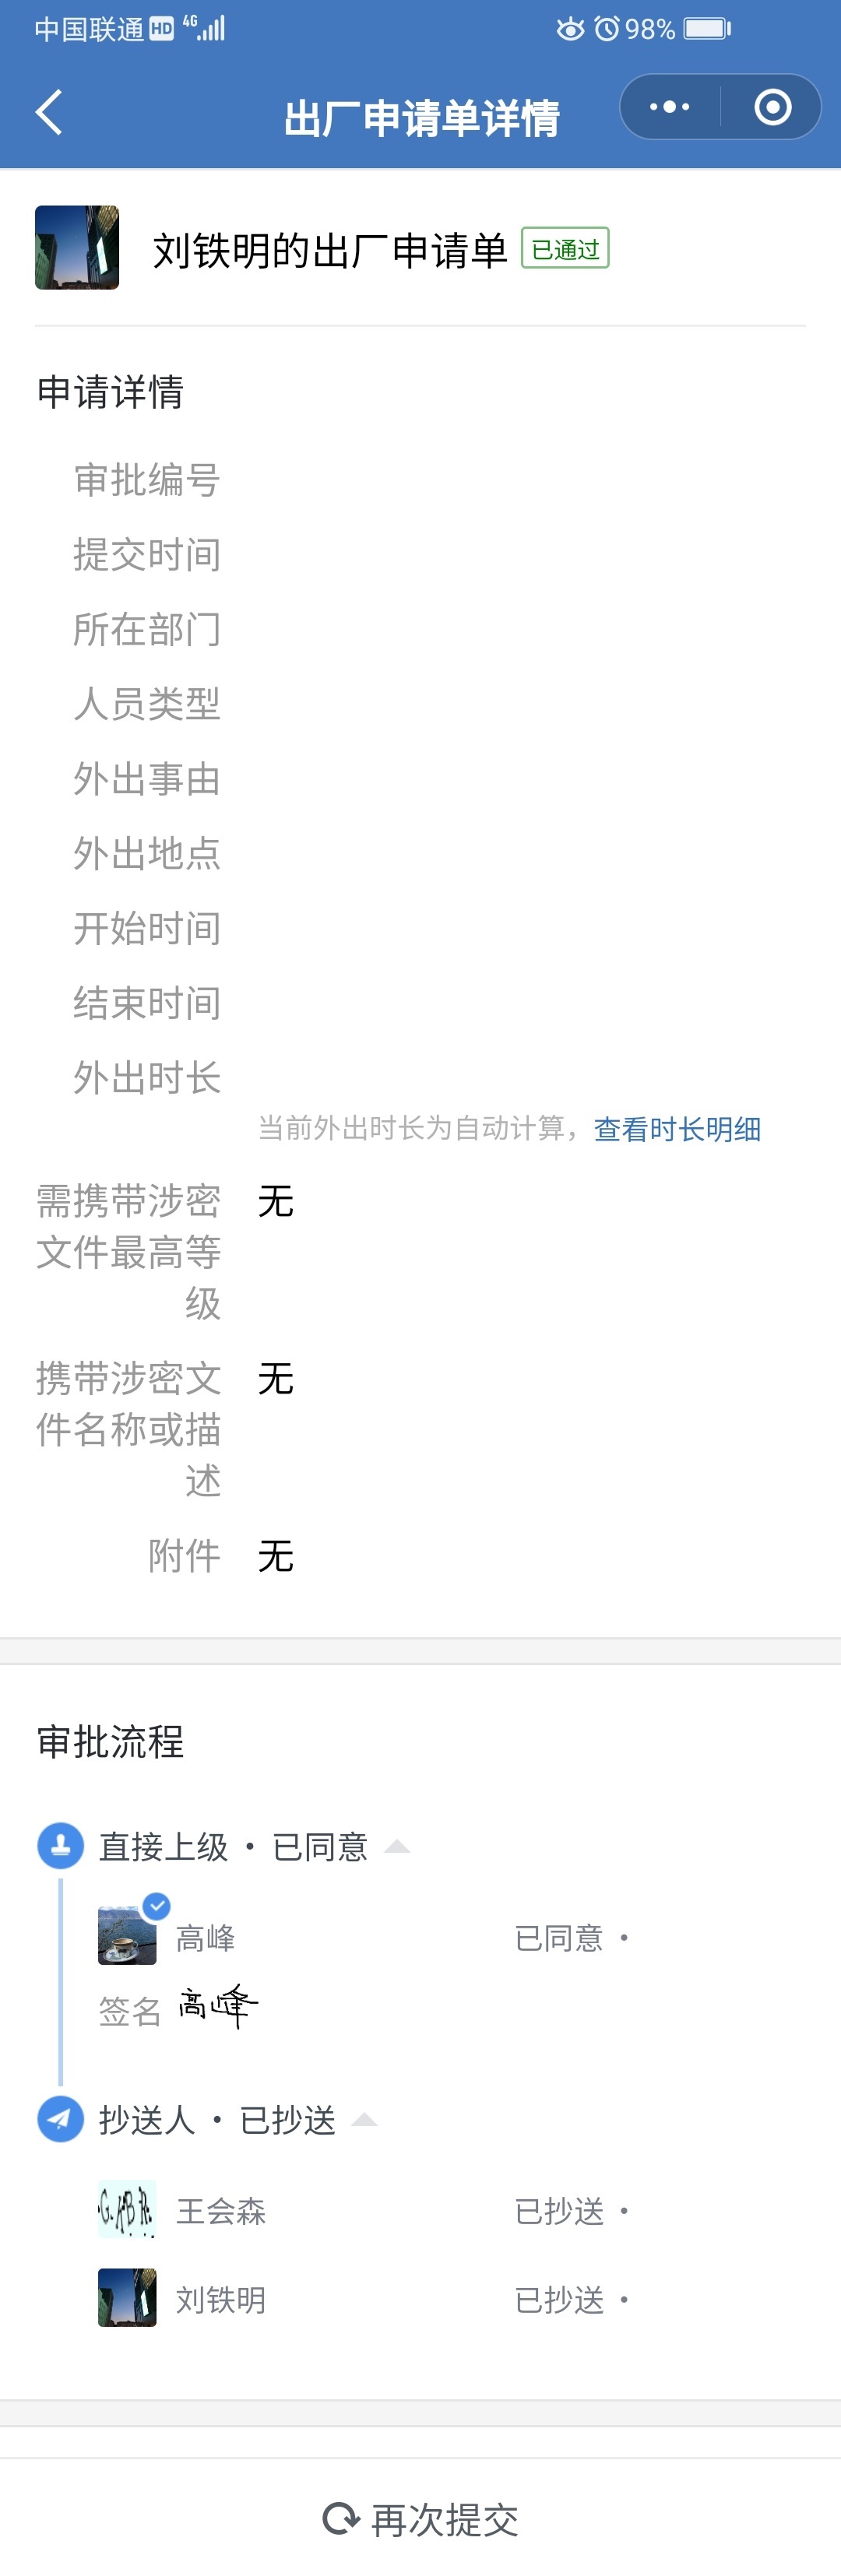 中国联通 HD 4G 98%
出厂申请单详情
刘铁明的出厂申请单 已通过
申请详情
审批编号
提交时间
所在部门
人员类型
外出事由
外出地点
开始时间
结束时间
外出时长
当前外出时长为自动计算，查看时长明细
需携带涉密 无
文件最高等
级
携带涉密文 无
件名称或描
述
附件 无
审批流程
直接上级 · 已同意
高峰 已同意 ·
签名 高峰
抄送人 · 已抄送
G.ABR.
王会森 已抄送 ·
刘铁明 已抄送 ·
再次提交